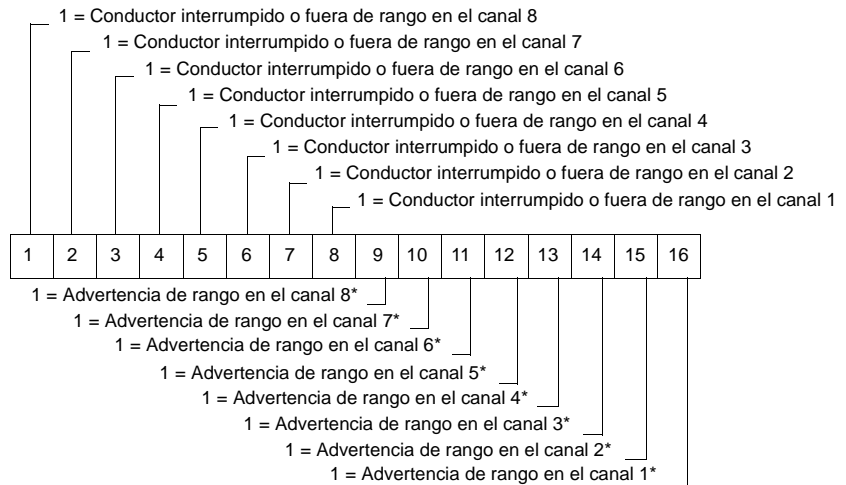 1 = Conductor interrumpido o fuera de rango en el canal 8
1 = Conductor interrumpido o fuera de rango en el canal 7
1 = Conductor interrumpido o fuera de rango en el canal 6
1 = Conductor interrumpido o fuera de rango en el canal 5
1 = Conductor interrumpido o fuera de rango en el canal 4
1 = Conductor interrumpido o fuera de rango en el canal 3
1 = Conductor interrumpido o fuera de rango en el canal 2
1 = Conductor interrumpido o fuera de rango en el canal 1
1 2 3 4 5 6 7 8 9 10 11 12 13 14 15 16
1 = Advertencia de rango en el canal 8*
1 = Advertencia de rango en el canal 7*
1 = Advertencia de rango en el canal 6*
1 = Advertencia de rango en el canal 5*
1 = Advertencia de rango en el canal 4*
1 = Advertencia de rango en el canal 3*
1 = Advertencia de rango en el canal 2*
1 = Advertencia de rango en el canal 1*